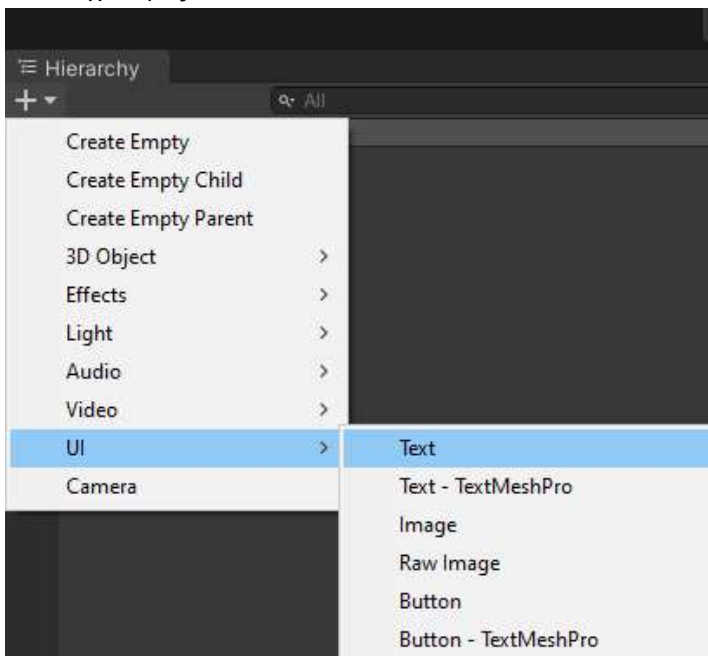 Hierarchy
All
Create Empty
Create Empty Child
Create Empty Parent
3D Object
Effects
Light
Audio
Video
UI
Camera
Text
Text - TextMeshPro
Image
Raw Image
Button
Button - TextMeshPro